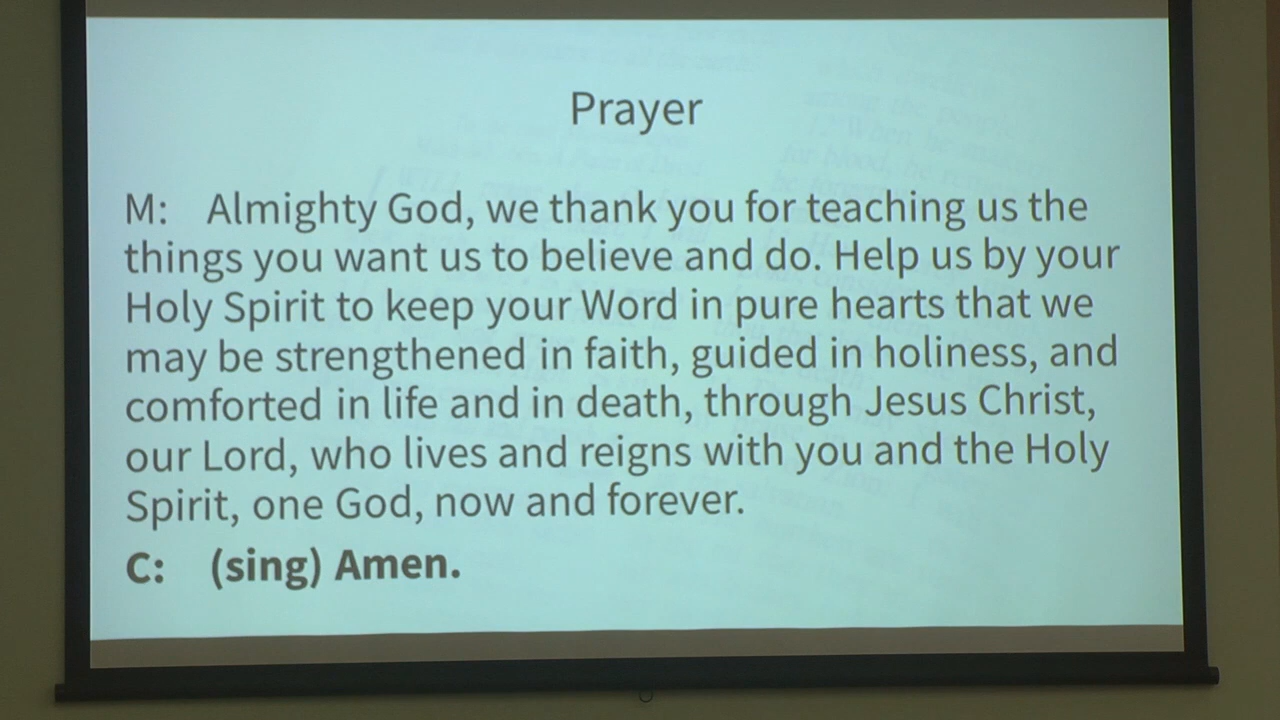 Prayer
M: Almighty God, we thank you for teaching us the
things you want us to believe and do. Help us by your
Holy Spirit to keep your Word in pure hearts that we
may be strengthened in faith, guided in holiness, and
comforted in life and in death, through Jesus Christ,
our Lord, who lives and reigns with you and the Holy
Spirit, one God, now and forever.
C: (sing) Amen.